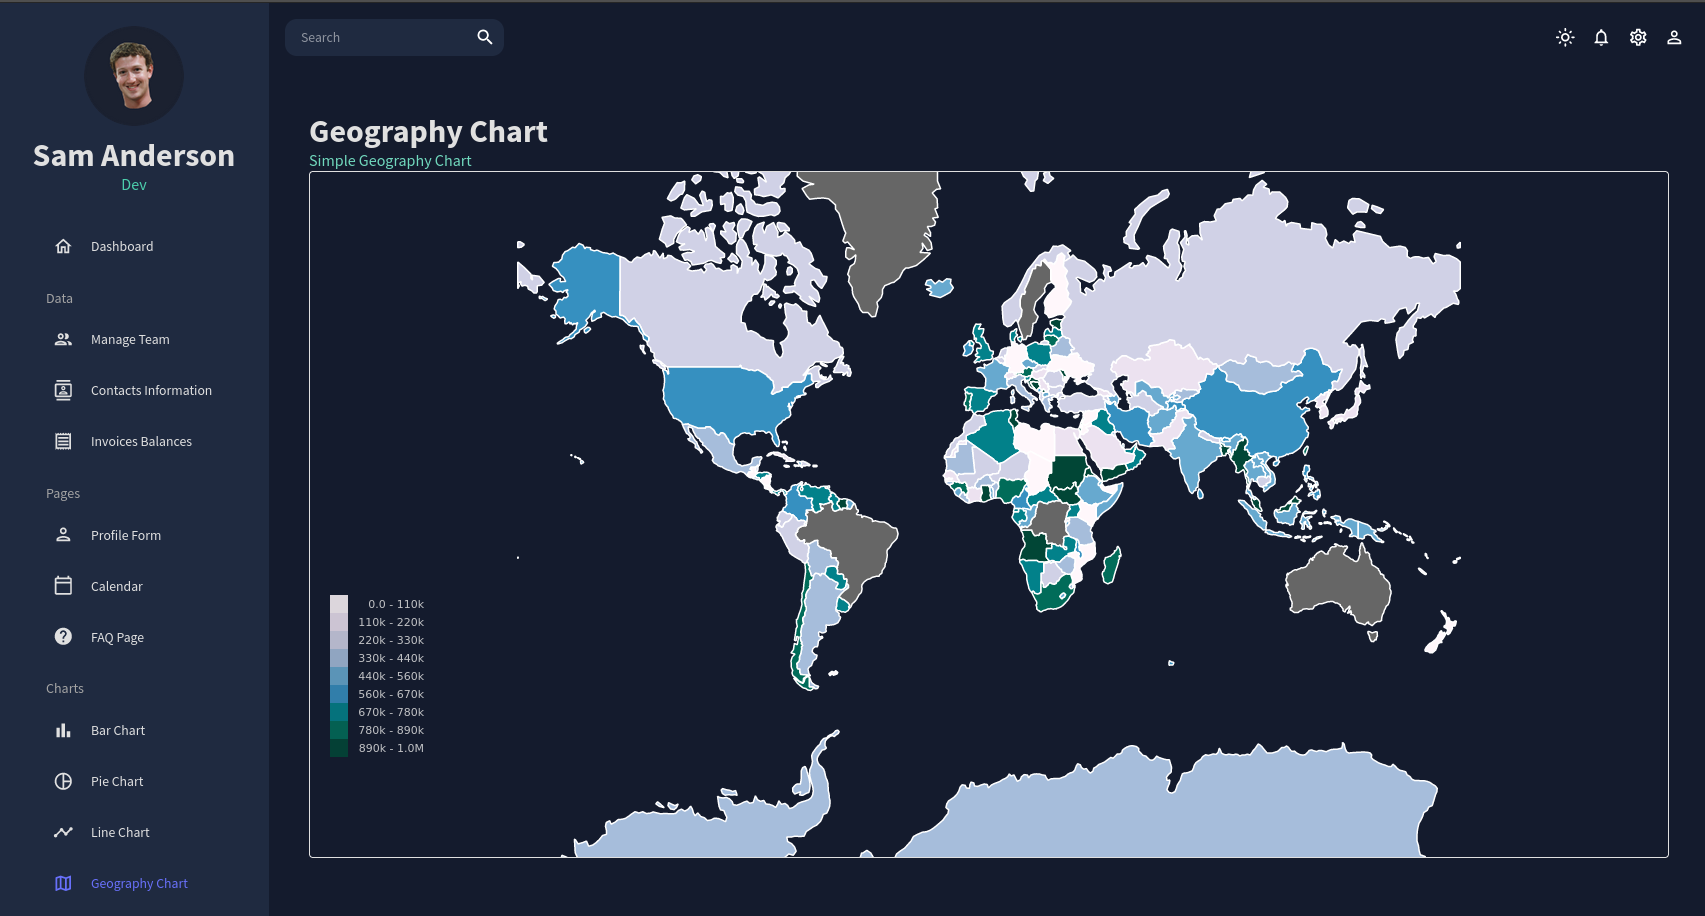 Sam Anderson
Dev
Dashboard
Data
Manage Team
Contacts Information
Invoices Balances
Pages
Profile Form
Calendar
FAQ Page
Charts
Bar Chart
Pie Chart
Line Chart
Geography Chart
Search
Geography Chart
Simple Geography Chart
0.0 - 110k
110k - 220k
220k - 330k
330k - 440k
440k - 560k
560k - 670k
670k - 780k
780k - 890k
890k - 1.0M